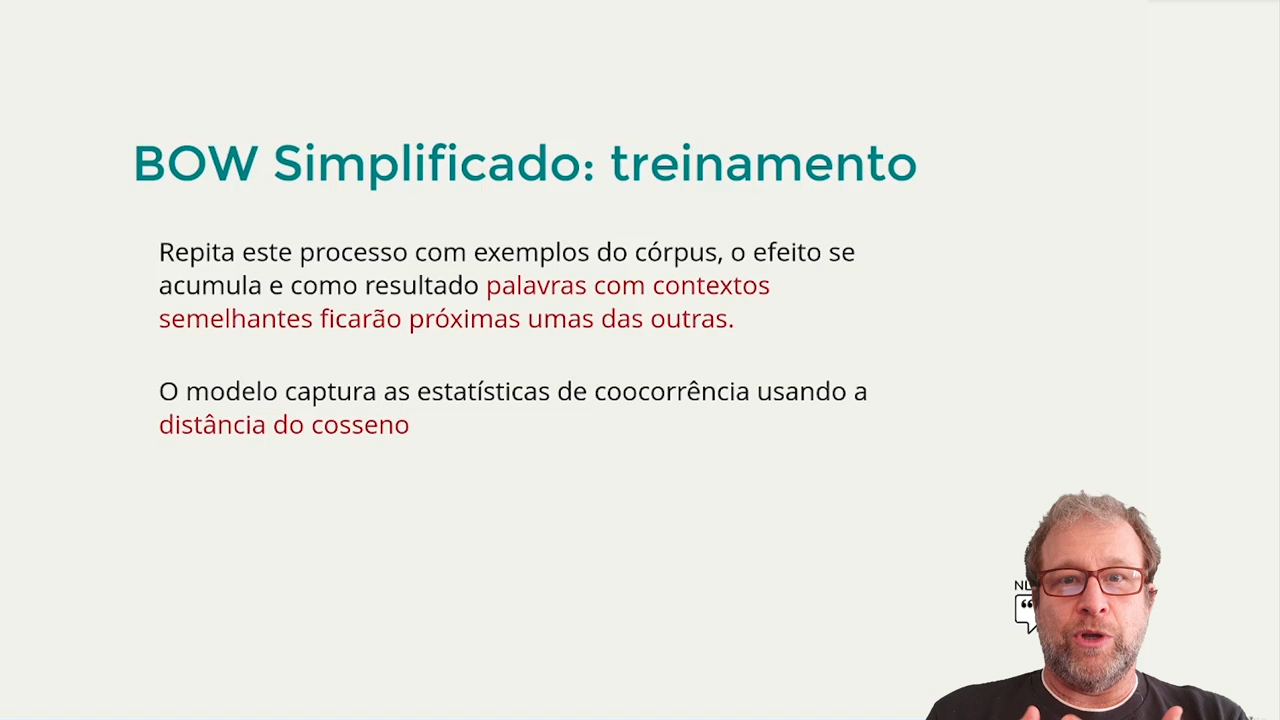 BOW Simplificado: treinamento
Repita este processo com exemplos do córpus, o efeito se
acumula e como resultado palavras com contextos
semelhantes ficarão próximas umas das outras.
O modelo captura as estatísticas de coocorrência usando a
distância do cosseno